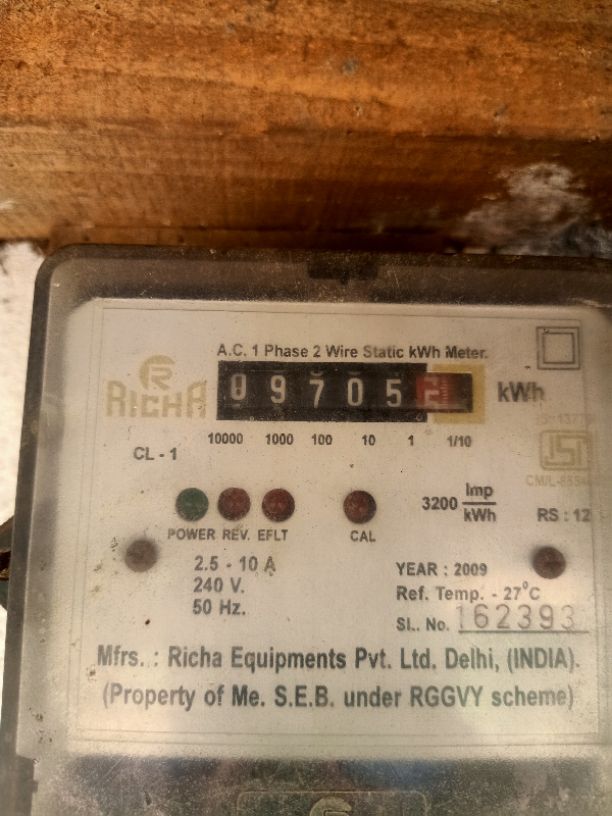 A.C. 1 Phase 2 Wire Static kWh Meter.
RICHA
09705 kWh
10000 1000 100 10 1 1/10
CL - 1
3200 Imp/kWh
RS : 12
POWER REV. EFLT CAL
2.5 - 10 A
240 V.
50 Hz.
YEAR : 2009
Ref. Temp. - 27°C
SL. No. 162393
Mfrs. : Richa Equipments Pvt. Ltd. Delhi, (INDIA).
(Property of Me. S.E.B. under RGGVY scheme)